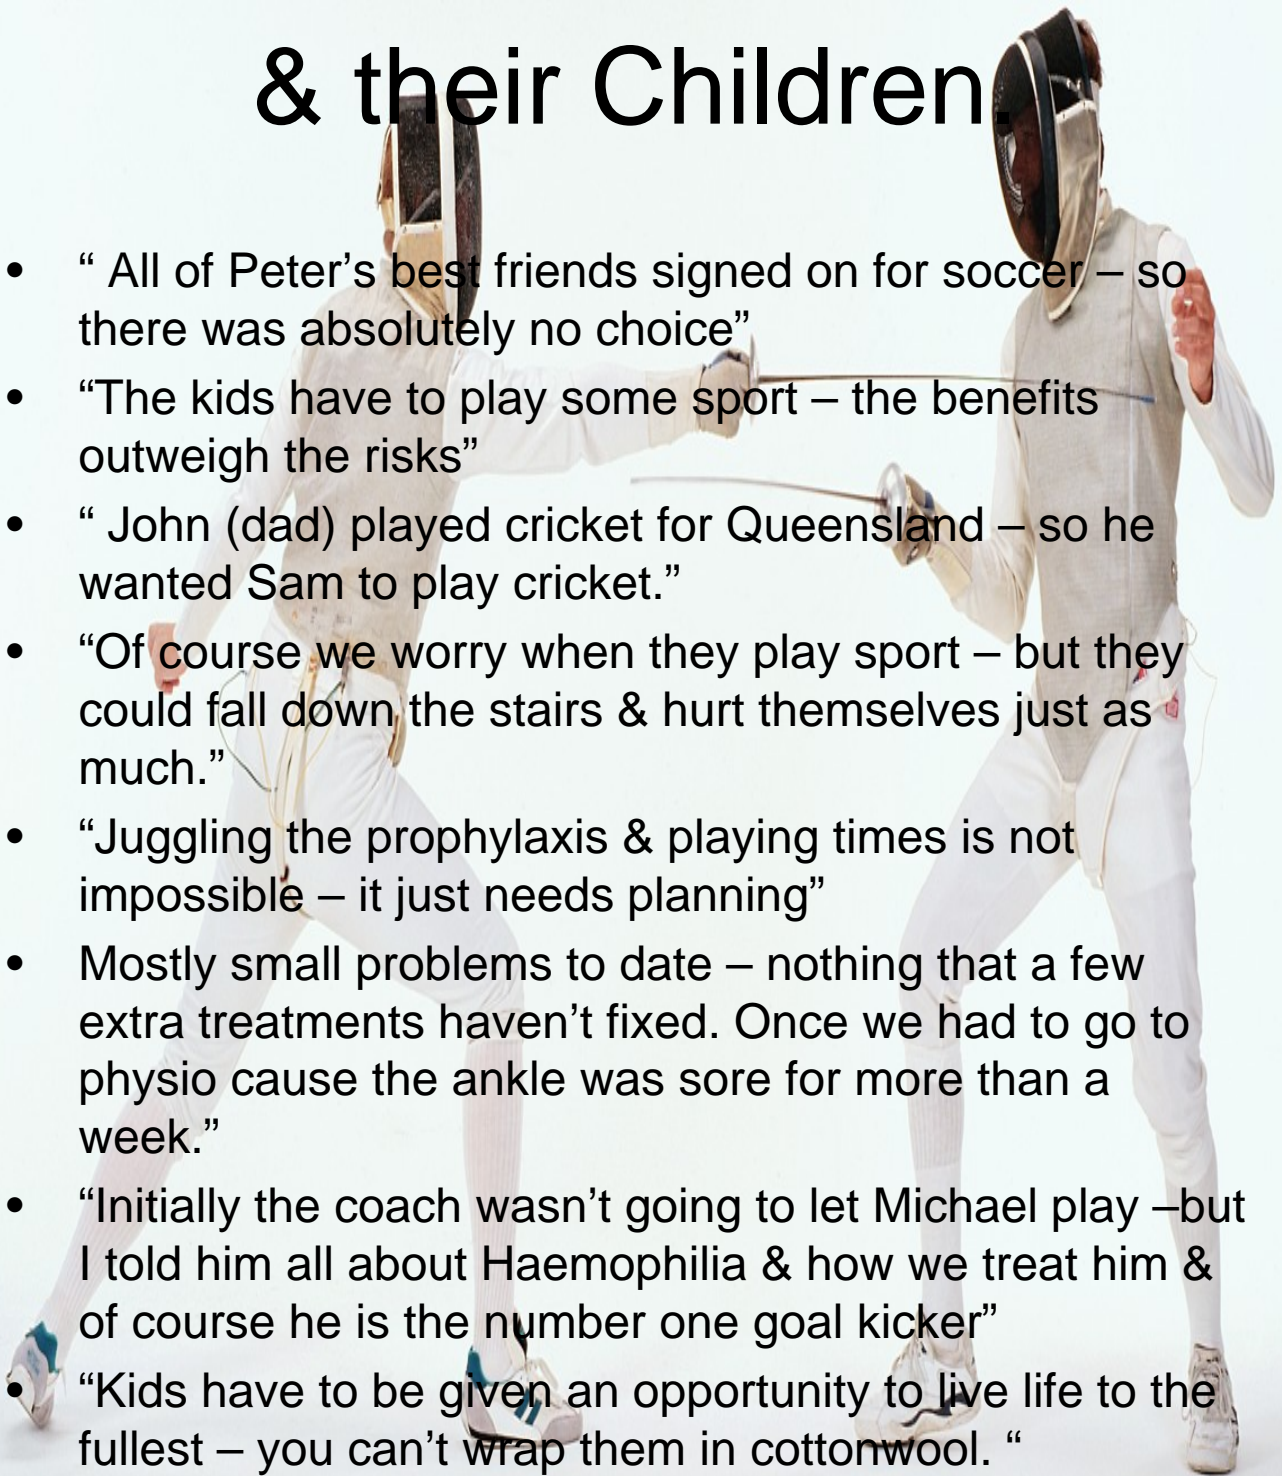 & their Children.
• “ All of Peter’s best friends signed on for soccer – so
there was absolutely no choice”
• “The kids have to play some sport – the benefits
outweigh the risks”
• “ John (dad) played cricket for Queensland – so he
wanted Sam to play cricket.”
• “Of course we worry when they play sport – but they
could fall down the stairs & hurt themselves just as
much.”
• “Juggling the prophylaxis & playing times is not
impossible – it just needs planning”
• Mostly small problems to date – nothing that a few
extra treatments haven’t fixed. Once we had to go to
physio cause the ankle was sore for more than a
week.”
• “Initially the coach wasn’t going to let Michael play –but
I told him all about Haemophilia & how we treat him &
of course he is the number one goal kicker”
• “Kids have to be given an opportunity to live life to the
fullest – you can’t wrap them in cottonwool. “